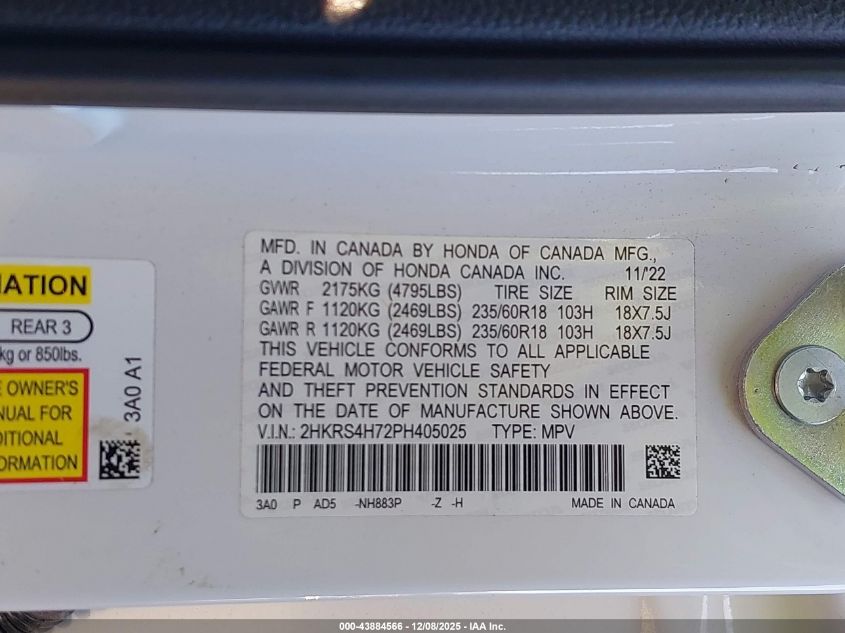 MATION
REAR 3
kg or 850lbs.
E OWNER'S
NUAL FOR
DITIONAL
FORMATION
3A0 A1
MFD. IN CANADA BY HONDA OF CANADA MFG.,
A DIVISION OF HONDA CANADA INC. 11/'22
GVWR 2175KG (4795LBS) TIRE SIZE RIM SIZE
GAWR F 1120KG (2469LBS) 235/60R18 103H 18X7.5J
GAWR R 1120KG (2469LBS) 235/60R18 103H 18X7.5J
THIS VEHICLE CONFORMS TO ALL APPLICABLE
FEDERAL MOTOR VEHICLE SAFETY
AND THEFT PREVENTION STANDARDS IN EFFECT
ON THE DATE OF MANUFACTURE SHOWN ABOVE.
V.I.N.: 2HKRS4H72PH405025 TYPE: MPV
3A0 P AD5 -NH883P -Z -H MADE IN CANADA
000-43884566 - 12/08/2025 - IAA Inc.